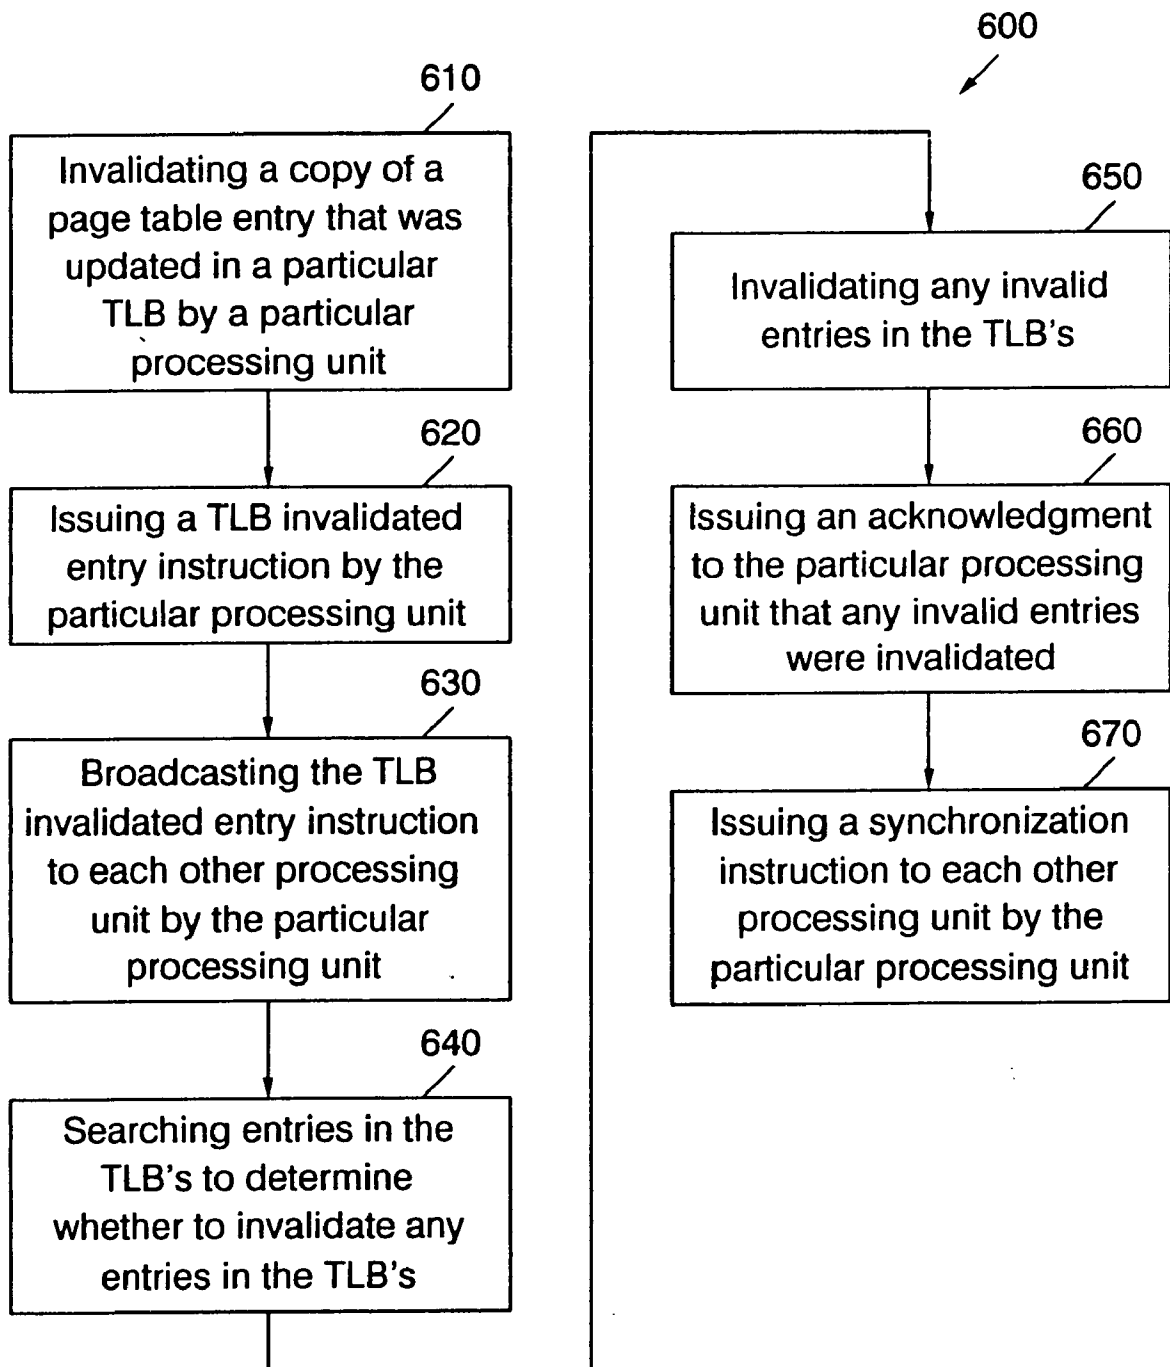 600
610
Invalidating a copy of a
page table entry that was
updated in a particular
TLB by a particular
processing unit
620
Issuing a TLB invalidated
entry instruction by the
particular processing unit
630
Broadcasting the TLB
invalidated entry instruction
to each other processing
unit by the particular
processing unit
640
Searching entries in the
TLB's to determine
whether to invalidate any
entries in the TLB's
650
Invalidating any invalid
entries in the TLB's
660
Issuing an acknowledgment
to the particular processing
unit that any invalid entries
were invalidated
670
Issuing a synchronization
instruction to each other
processing unit by the
particular processing unit